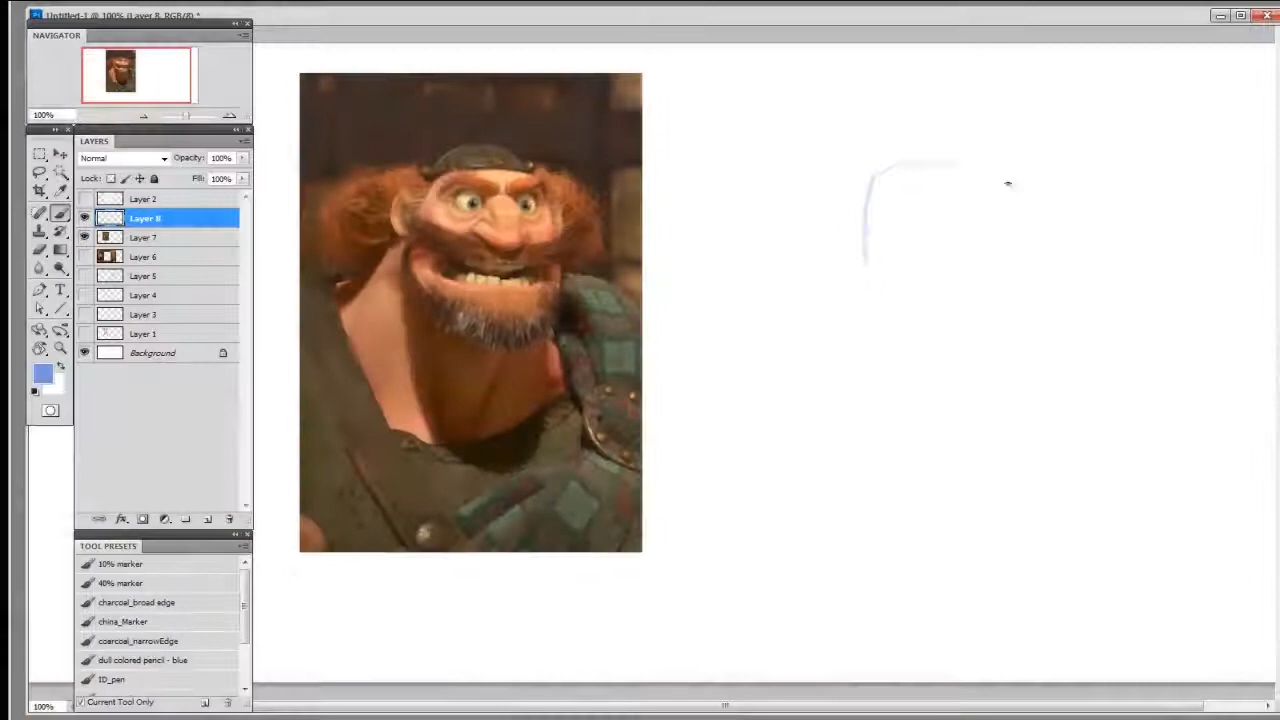 Untitled-1 @ 100% (Layer 8, RGB/8) *
NAVIGATOR
100%
LAYERS
Normal Opacity: 100%
Lock: Fill: 100%
Layer 2
Layer 8
Layer 7
Layer 6
Layer 5
Layer 4
Layer 3
Layer 1
Background
fx
T
TOOL PRESETS
10% marker
40% marker
charcoal_broad edge
china_Marker
coarcoal_narrowEdge
dull colored pencil - blue
ID_pen
Current Tool Only
100%